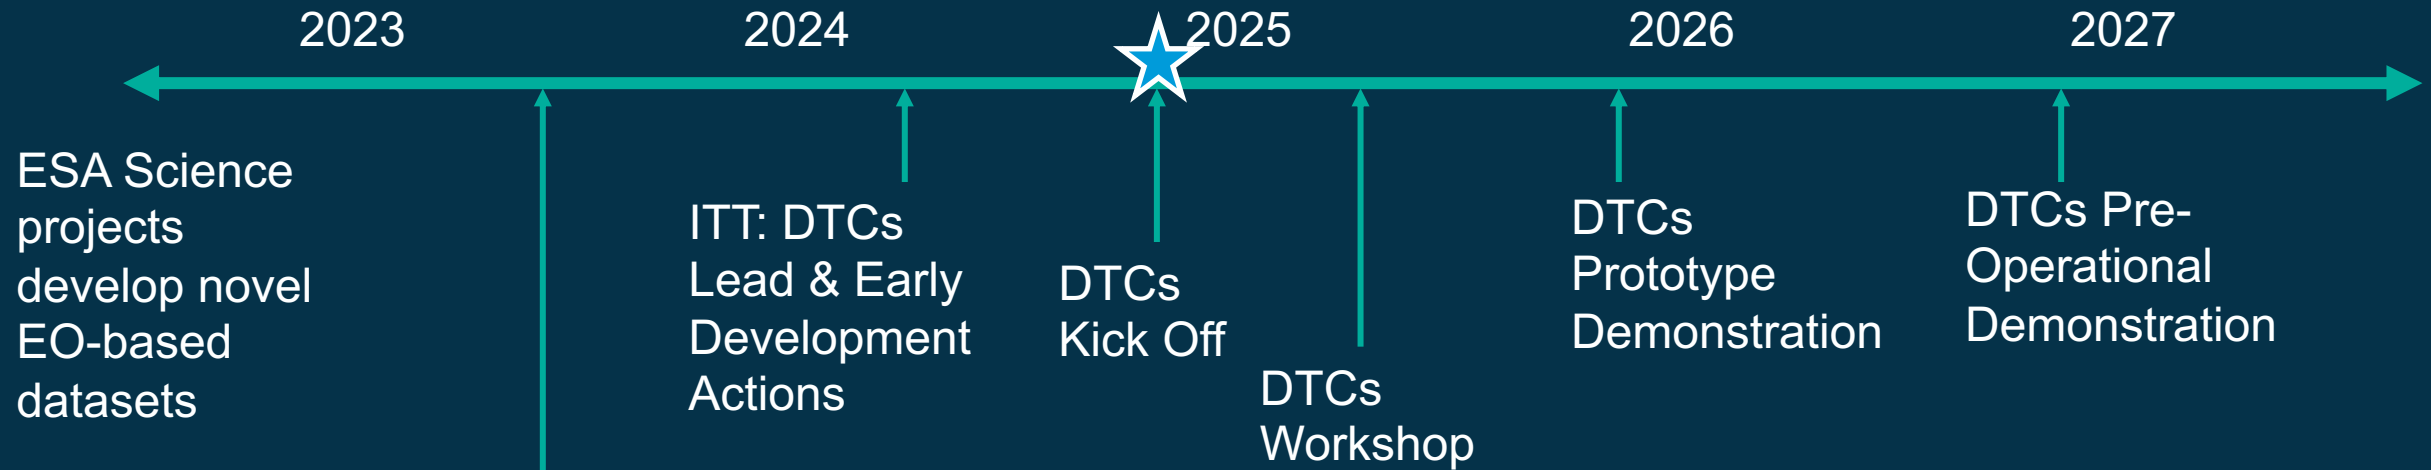 2023
2024
2025
2026
2027
ESA Science
projects
develop novel
EO-based
datasets
ITT: DTCs
Lead & Early
Development
Actions
DTCs
Kick Off
DTCs
Workshop
DTCs
Prototype
Demonstration
DTCs Pre-
Operational
Demonstration